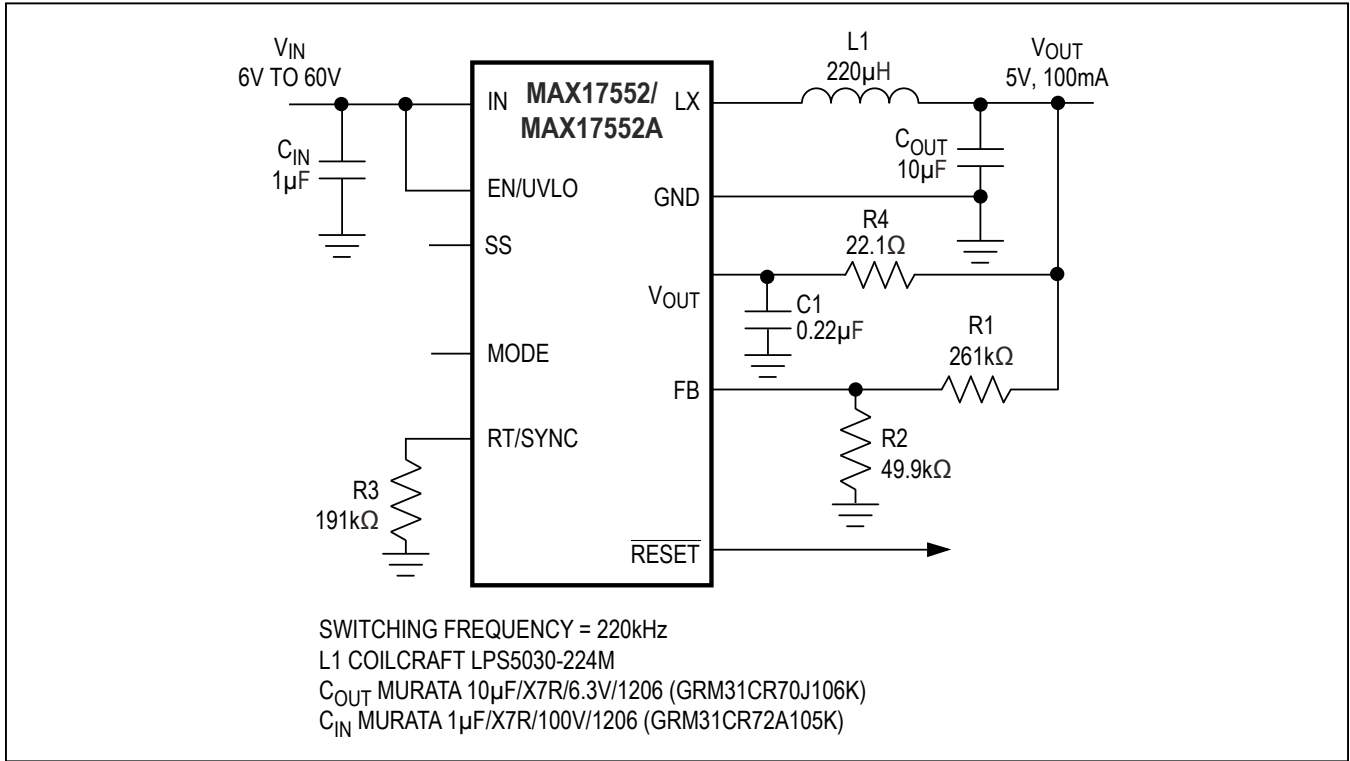 VIN
6V TO 60V
CIN
1µF
IN
MAX17552/
MAX17552A
LX
EN/UVLO
GND
SS
VOUT
MODE
FB
RT/SYNC
RESET
R3
191kΩ
L1
220µH
VOUT
5V, 100mA
COUT
10µF
R4
22.1Ω
C1
0.22µF
R1
261kΩ
R2
49.9kΩ
SWITCHING FREQUENCY = 220kHz
L1 COILCRAFT LPS5030-224M
COUT MURATA 10µF/X7R/6.3V/1206 (GRM31CR70J106K)
CIN MURATA 1µF/X7R/100V/1206 (GRM31CR72A105K)